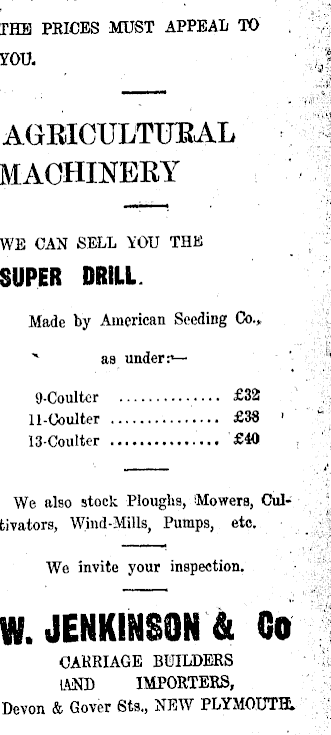 THE PRICES MUST APPEAL TO
YOU.
AGRICULTURAL
MACHINERY
WE CAN SELL YOU THE
SUPER DRILL.
Made by American Seeding Co.,
as under:—
9-Coulter .............. £32
11-Coulter ............... £38
13-Coulter ............... £40
We also stock Ploughs, Mowers, Cul-
tivators, Wind-Mills, Pumps, etc.
We invite your inspection.
W. JENKINSON & Co
CARRIAGE BUILDERS
AND IMPORTERS,
Devon & Gover Sts., NEW PLYMOUTH.